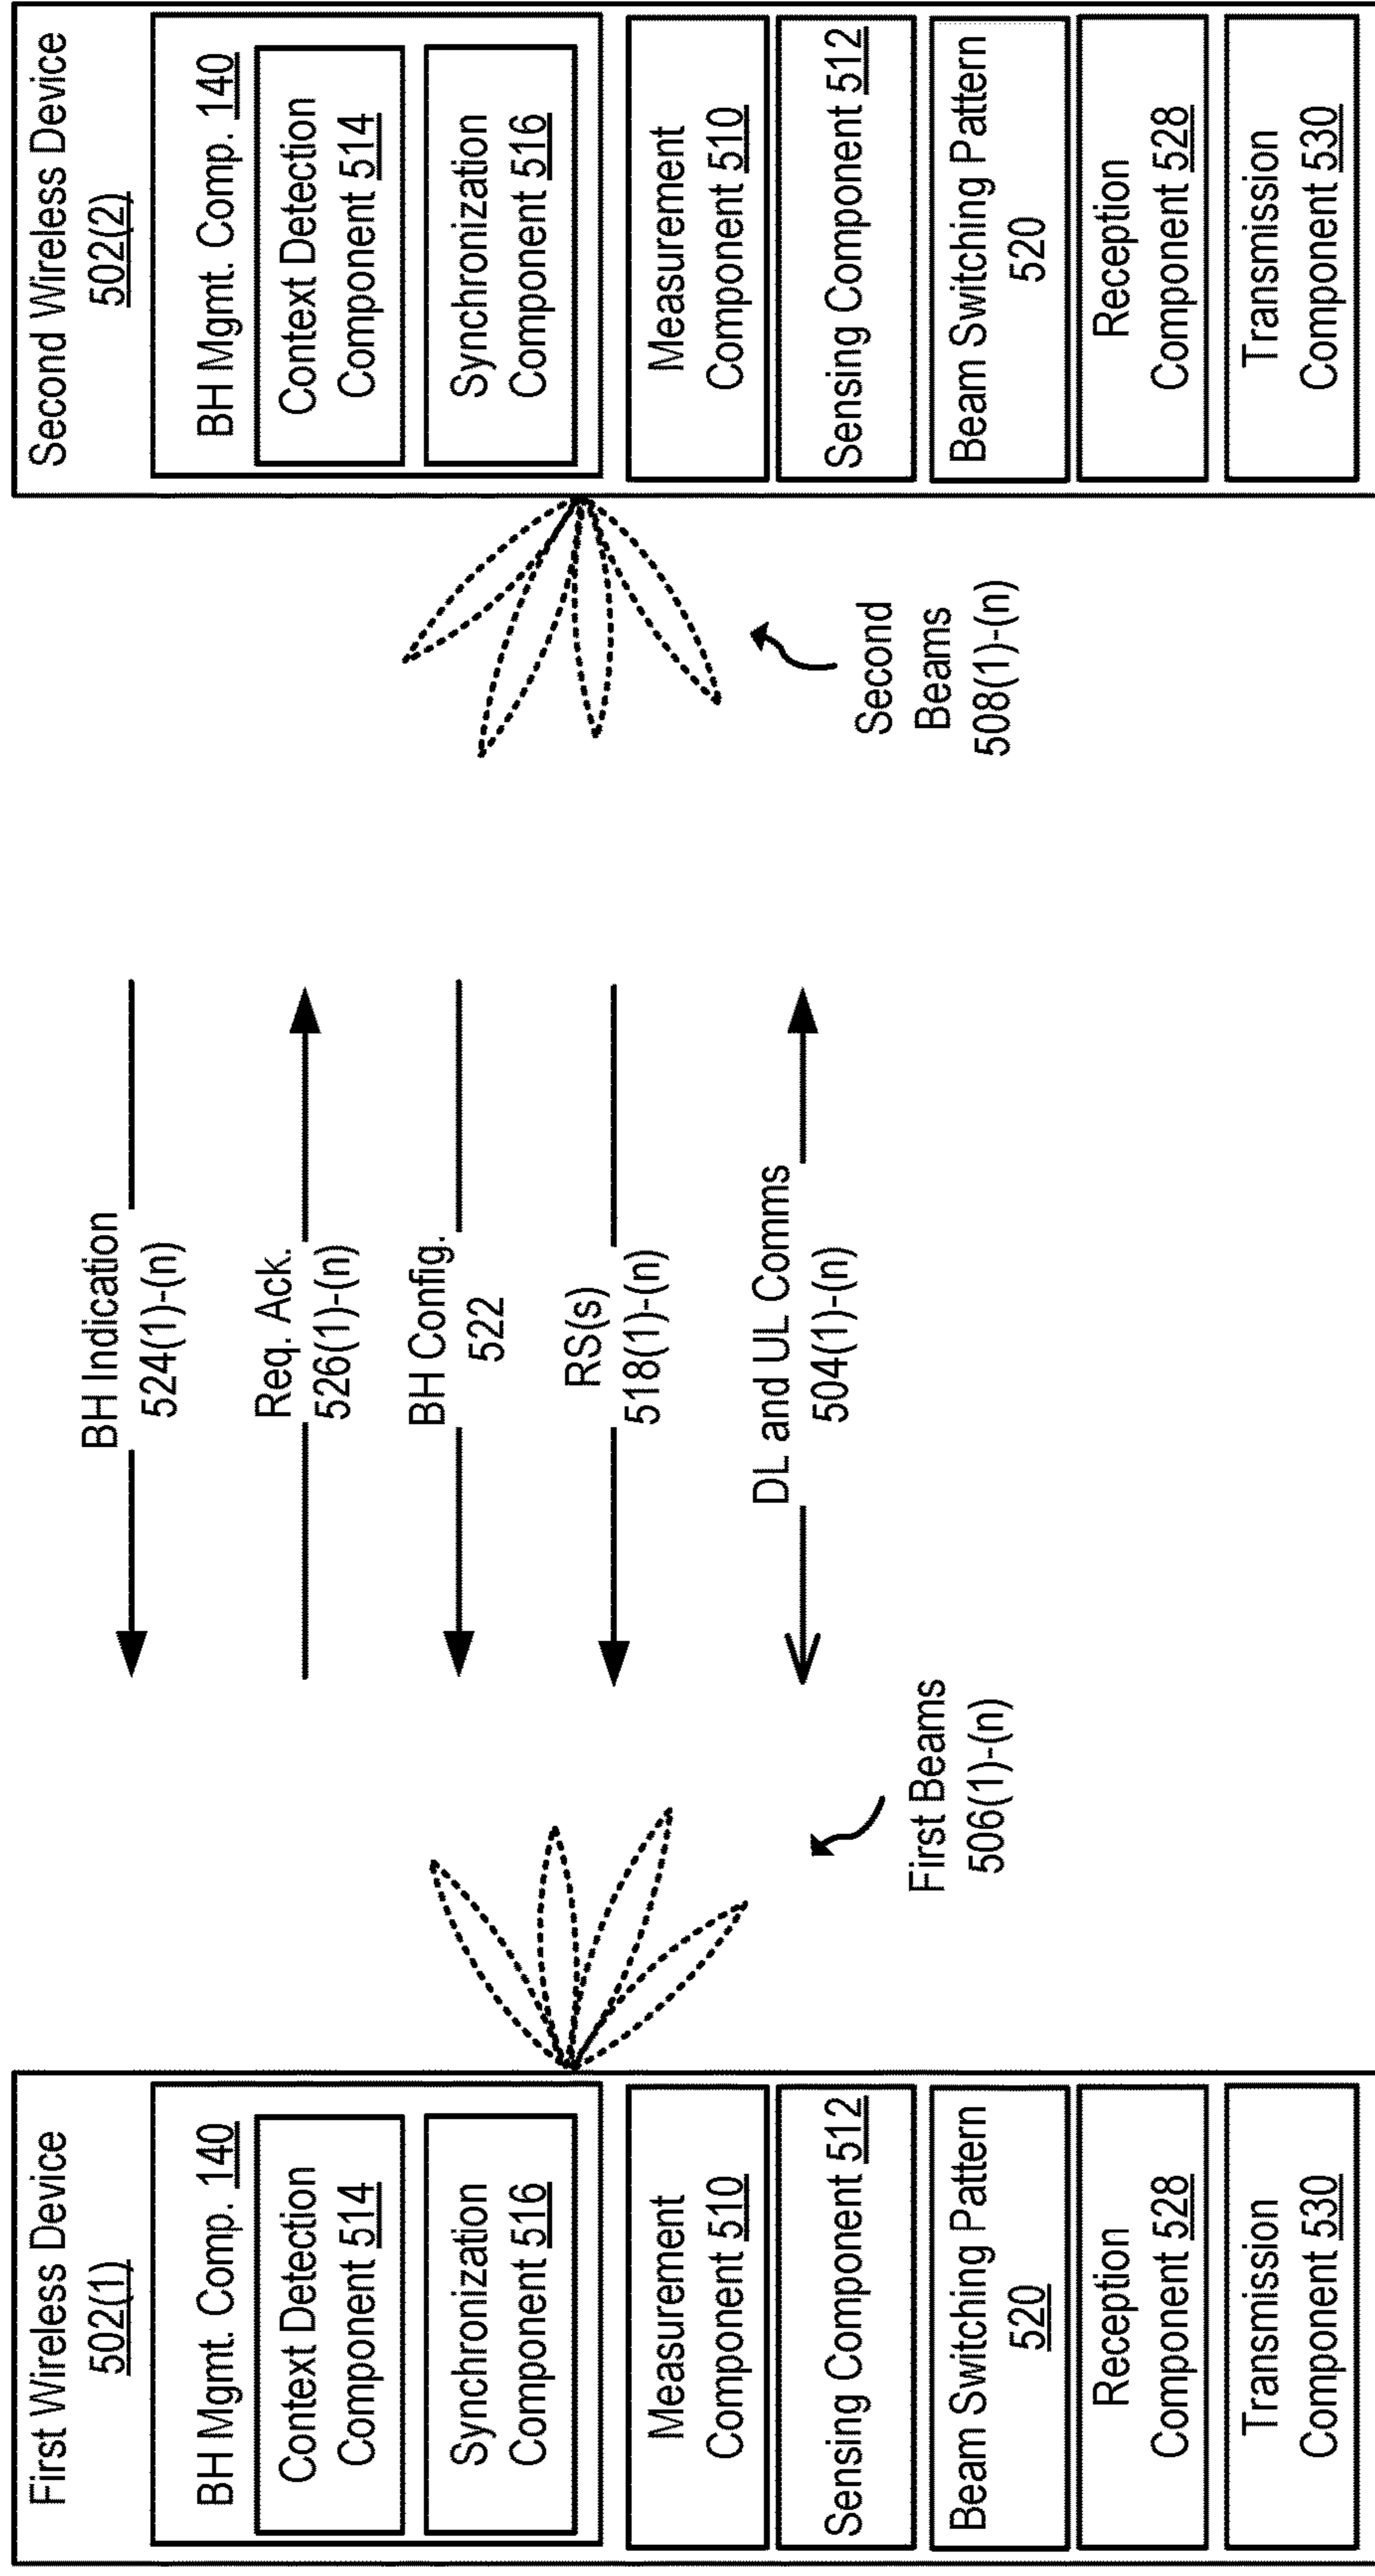 First Wireless Device
502(1)
BH Mgmt. Comp. 140
Context Detection
Component 514
Synchronization
Component 516
Measurement
Component 510
Sensing Component 512
Beam Switching Pattern
520
Reception
Component 528
Transmission
Component 530
First Beams
506(1)-(n)
BH Indication
524(1)-(n)
Req. Ack.
526(1)-(n)
BH Config.
522
RS(s)
518(1)-(n)
DL and UL Comms
504(1)-(n)
Second
Beams
508(1)-(n)
Second Wireless Device
502(2)
BH Mgmt. Comp. 140
Context Detection
Component 514
Synchronization
Component 516
Measurement
Component 510
Sensing Component 512
Beam Switching Pattern
520
Reception
Component 528
Transmission
Component 530